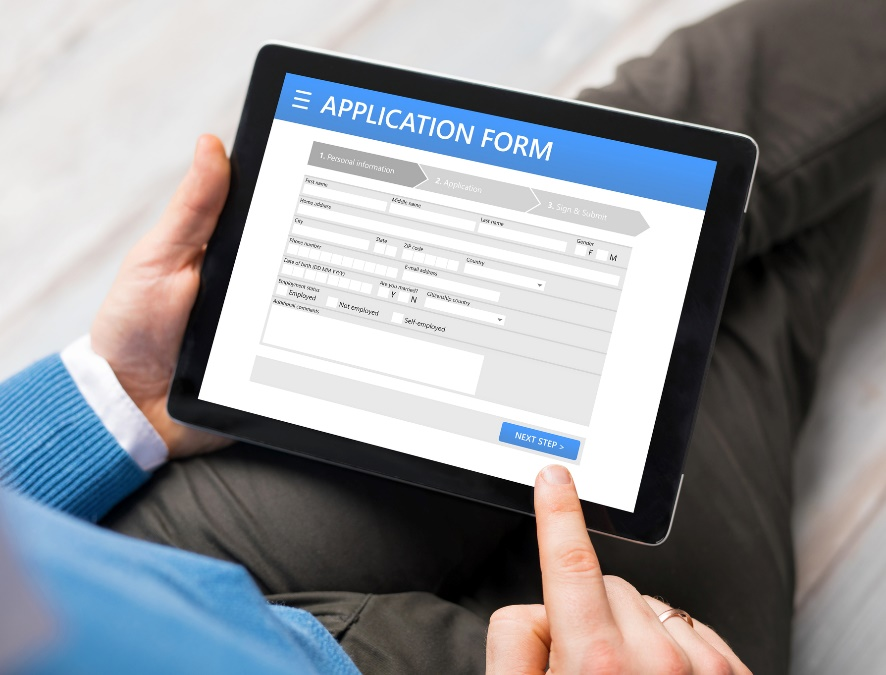 APPLICATION FORM
1. Personal information 2. Application 3. Sign & Submit
First name Middle name Last name Gender
F M
Home address
City State ZIP code Country
Phone number E-mail address
Date of birth (DD MM YYYY) Are you married? Citizenship country
Y N
Employment status
Employed Not employed Self-employed
Additional comments
NEXT STEP >